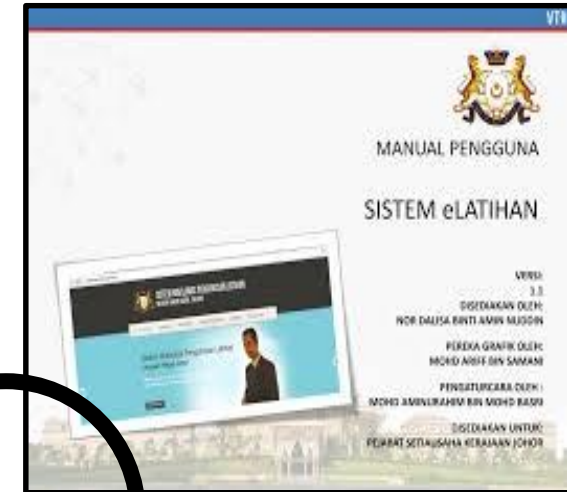 MANUAL PENGGUNA
SISTEM eLATIHAN
VERSI:
1.1
DISEDIAKAN OLEH:
NOR DALISA BINTI AMIN NUDDIN
PEREKA GRAFIK OLEH:
MOHD ARIFF BIN SAMANI
PENGATURCARA OLEH :
MOHD AMINURAHIM BIN MOHD BASRI
DISEDIAKAN UNTUK:
PEJABAT SETIAUSAHA KERAJAAN JOHOR